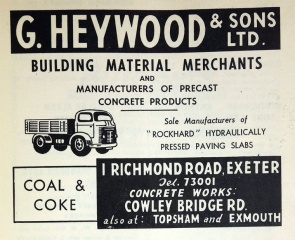 G. HEYWOOD & SONS LTD.
BUILDING MATERIAL MERCHANTS
AND
MANUFACTURERS OF PRECAST
CONCRETE PRODUCTS
Sole Manufacturers of
"ROCKHARD" HYDRAULICALLY
PRESSED PAVING SLABS
COAL &
COKE
1 RICHMOND ROAD, EXETER
Tel. 73001
CONCRETE WORKS:
COWLEY BRIDGE RD.
also at: TOPSHAM and EXMOUTH